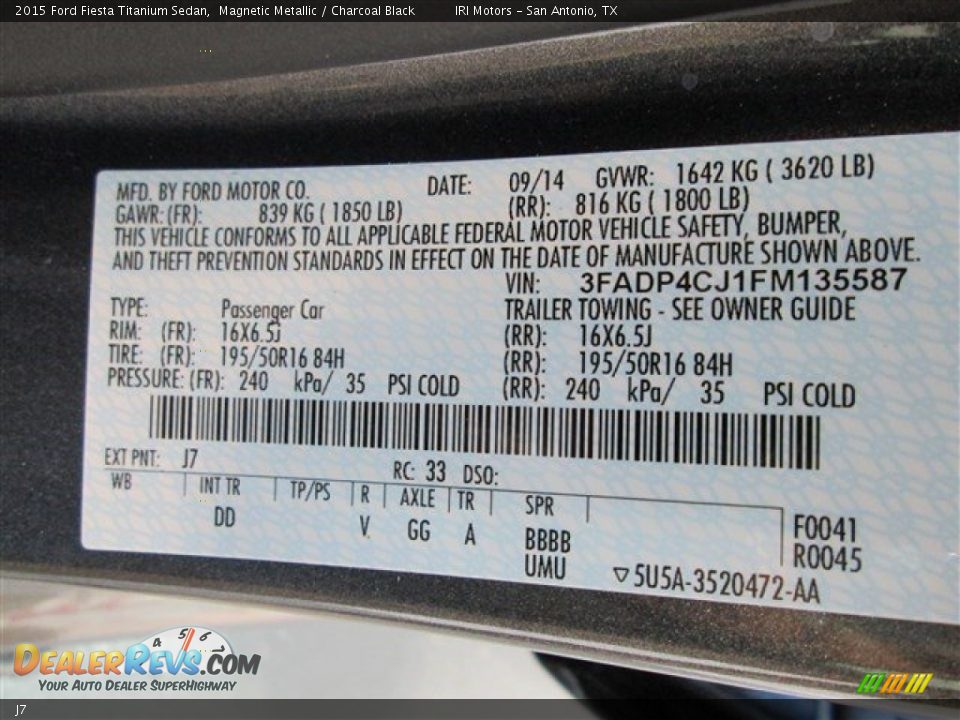 2015 Ford Fiesta Titanium Sedan, Magnetic Metallic / Charcoal Black IRI Motors - San Antonio, TX
MFD. BY FORD MOTOR CO. DATE: 09/14 GVWR: 1642 KG ( 3620 LB)
GAWR: (FR): 839 KG ( 1850 LB) (RR): 816 KG ( 1800 LB)
THIS VEHICLE CONFORMS TO ALL APPLICABLE FEDERAL MOTOR VEHICLE SAFETY, BUMPER,
AND THEFT PREVENTION STANDARDS IN EFFECT ON THE DATE OF MANUFACTURE SHOWN ABOVE.
VIN: 3FADP4CJ1FM135587
TYPE: Passenger Car TRAILER TOWING - SEE OWNER GUIDE
RIM: (FR): 16X6.5J (RR): 16X6.5J
TIRE: (FR): 195/50R16 84H (RR): 195/50R16 84H
PRESSURE: (FR): 240 kPa/ 35 PSI COLD (RR): 240 kPa/ 35 PSI COLD
EXT PNT: J7 RC: 33 DSO:
WB INT TR TP/PS R AXLE TR SPR
DD V GG A BBBB F0041
UMU R0045
5U5A-3520472-AA
4 5 6
DEALERREVS.COM
YOUR AUTO DEALER SUPERHIGHWAY
J7